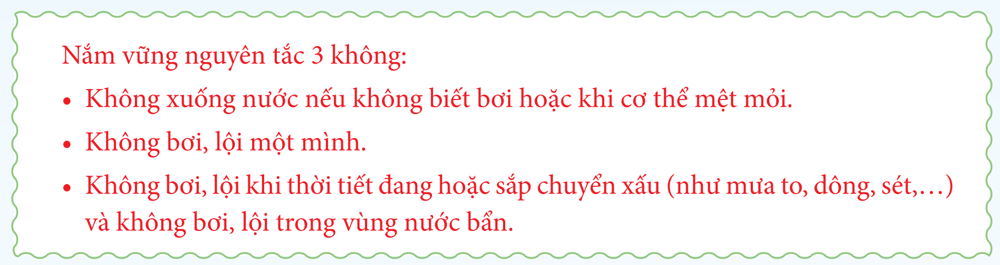 Nắm vững nguyên tắc 3 không:
• Không xuống nước nếu không biết bơi hoặc khi cơ thể mệt mỏi.
• Không bơi, lội một mình.
• Không bơi, lội khi thời tiết đang hoặc sắp chuyển xấu (như mưa to, dông, sét,…)
và không bơi, lội trong vùng nước bẩn.